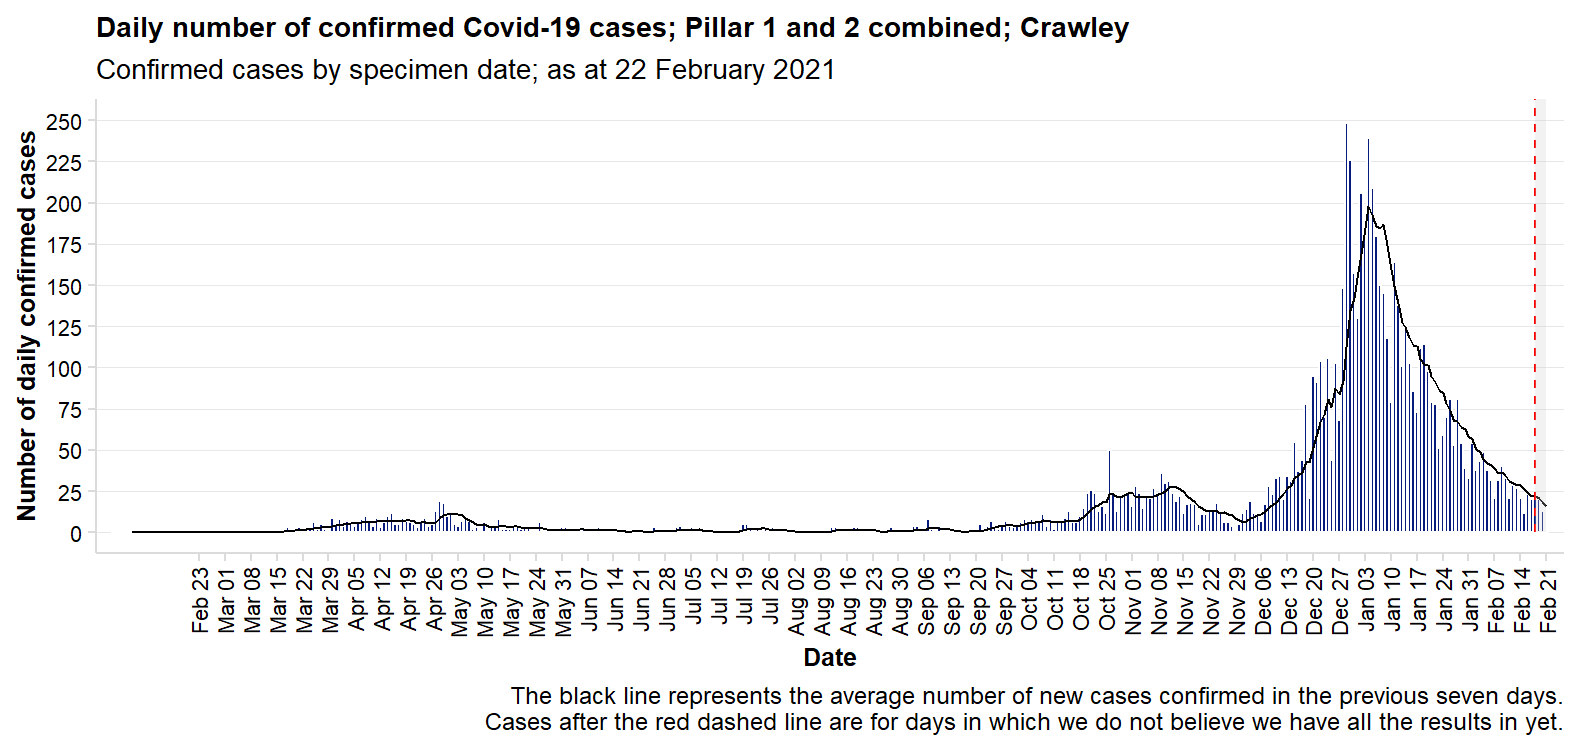 Daily number of confirmed Covid-19 cases; Pillar 1 and 2 combined; Crawley
Confirmed cases by specimen date; as at 22 February 2021
Number of daily confirmed cases
250
225
200
175
150
125
100
75
50
25
0
Feb 23
Mar 01
Mar 08
Mar 15
Mar 22
Mar 29
Apr 05
Apr 12
Apr 19
Apr 26
May 03
May 10
May 17
May 24
May 31
Jun 07
Jun 14
Jun 21
Jun 28
Jul 05
Jul 12
Jul 19
Jul 26
Aug 02
Aug 09
Aug 16
Aug 23
Aug 30
Sep 06
Sep 13
Sep 20
Sep 27
Oct 04
Oct 11
Oct 18
Oct 25
Nov 01
Nov 08
Nov 15
Nov 22
Nov 29
Dec 06
Dec 13
Dec 20
Dec 27
Jan 03
Jan 10
Jan 17
Jan 24
Jan 31
Feb 07
Feb 14
Feb 21
Date
The black line represents the average number of new cases confirmed in the previous seven days.
Cases after the red dashed line are for days in which we do not believe we have all the results in yet.